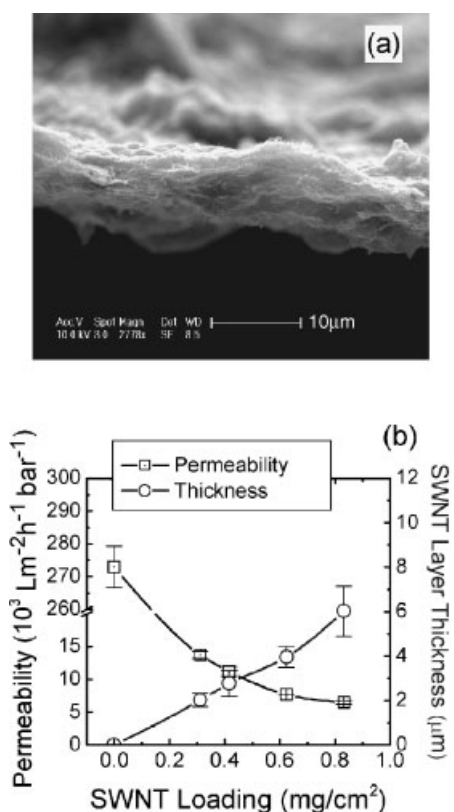 (a)
Acc.V Spot Magn Det WD
10.0 kV 3.0 2778x SE 8.5
10μm
(b)
Permeability
Thickness
Permeability (10³ Lm⁻²h⁻¹ bar⁻¹)
300
290
280
270
260
15
10
5
0
12
10
8
6
4
2
0
SWNT Layer Thickness (μm)
0.0 0.2 0.4 0.6 0.8 1.0
SWNT Loading (mg/cm²)